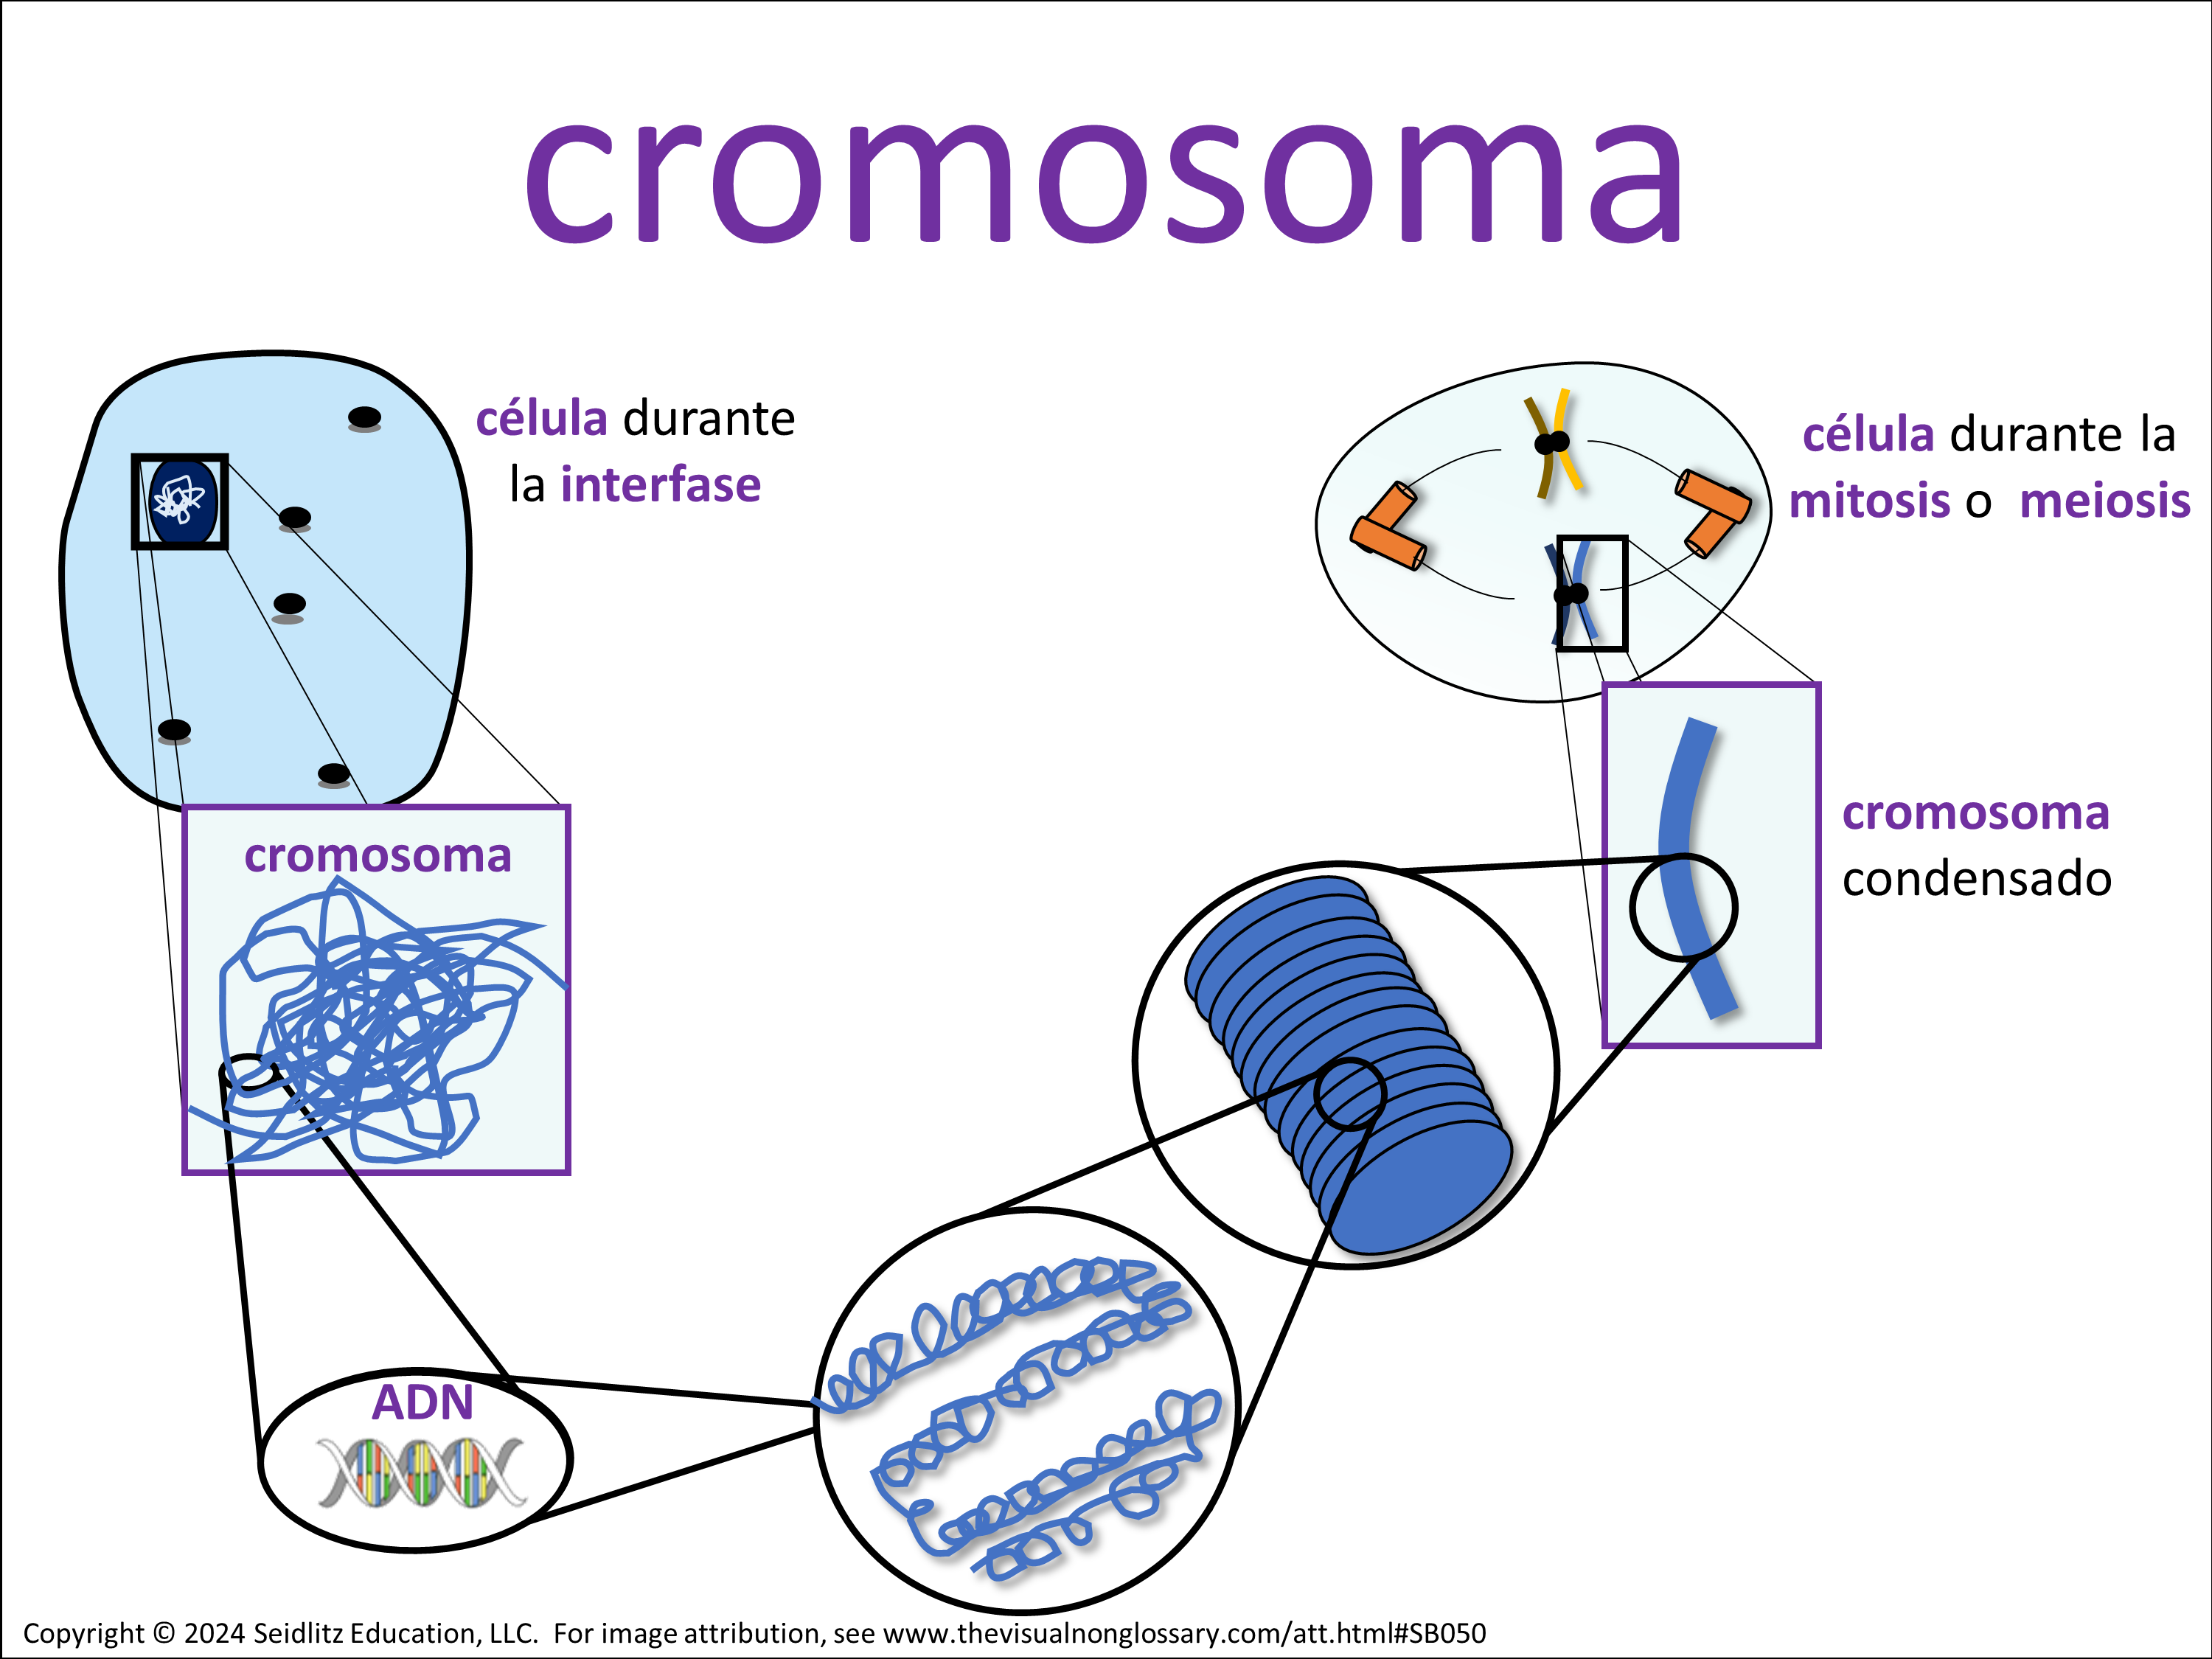 cromosoma
célula durante
la interfase
célula durante la
mitosis o meiosis
cromosoma
cromosoma
condensado
ADN
Copyright © 2024 Seidlitz Education, LLC. For image attribution, see www.thevisualnonglossary.com/att.html#SB050